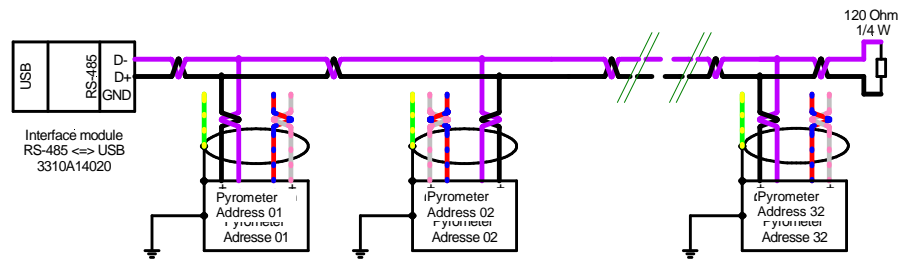 120 Ohm
1/4 W
USB
RS-485
D-
D+
GND
Interface module
RS-485 <=> USB
3310A14020
Pyrometer
Address 01
Pyrometer
Adresse 01
Pyrometer
Address 02
Pyrometer
Adresse 02
Pyrometer
Address 32
Pyrometer
Adresse 32